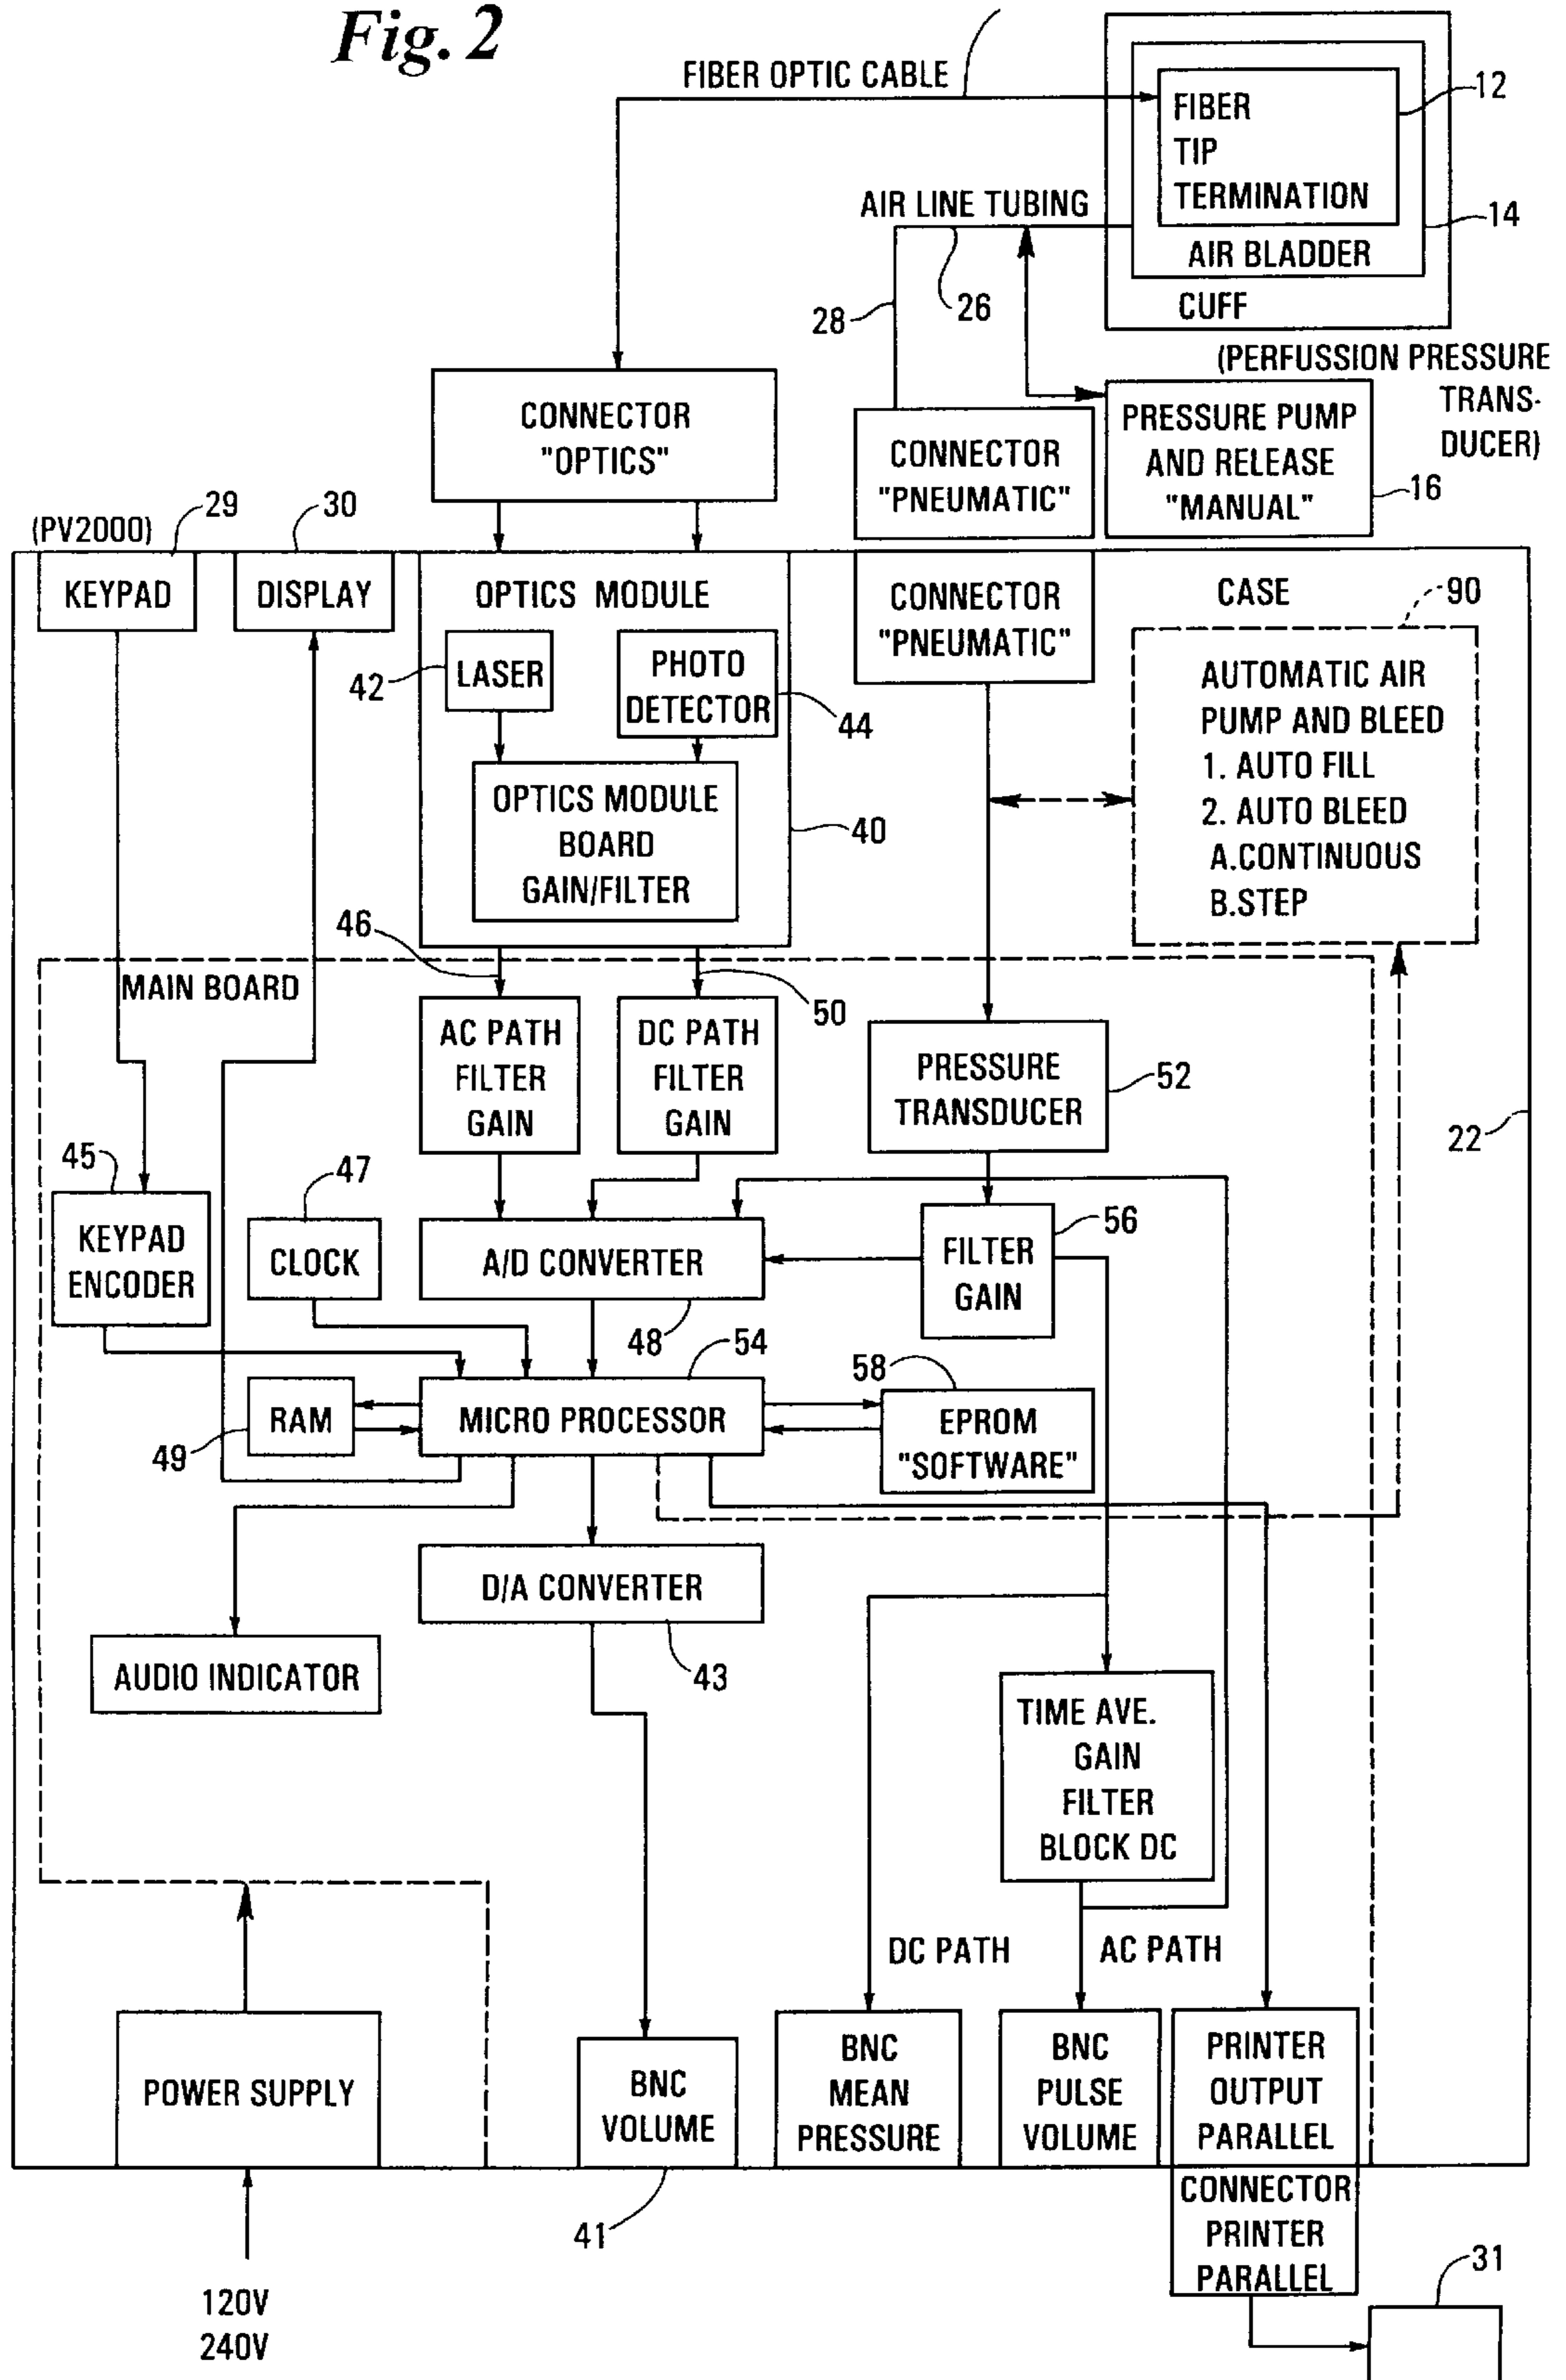 Fig. 2
FIBER OPTIC CABLE
FIBER
TIP
TERMINATION
12
14
AIR BLADDER
CUFF
AIR LINE TUBING
28
26
(PERFUSSION PRESSURE
TRANS-
DUCER)
CONNECTOR
"OPTICS"
CONNECTOR
"PNEUMATIC"
PRESSURE PUMP
AND RELEASE
"MANUAL"
16
(PV2000)
29
30
KEYPAD
DISPLAY
OPTICS MODULE
CONNECTOR
"PNEUMATIC"
CASE
90
42
LASER
PHOTO
DETECTOR
44
AUTOMATIC AIR
PUMP AND BLEED
1. AUTO FILL
2. AUTO BLEED
A.CONTINUOUS
B.STEP
OPTICS MODULE
BOARD
GAIN/FILTER
40
46
50
MAIN BOARD
AC PATH
FILTER
GAIN
DC PATH
FILTER
GAIN
PRESSURE
TRANSDUCER
52
22
45
47
KEYPAD
ENCODER
CLOCK
A/D CONVERTER
48
FILTER
GAIN
56
54
58
RAM
49
MICRO PROCESSOR
EPROM
"SOFTWARE"
D/A CONVERTER
43
AUDIO INDICATOR
TIME AVE.
GAIN
FILTER
BLOCK DC
DC PATH
AC PATH
POWER SUPPLY
BNC
VOLUME
BNC
MEAN
PRESSURE
BNC
PULSE
VOLUME
PRINTER
OUTPUT
PARALLEL
41
CONNECTOR
PRINTER
PARALLEL
31
120V
240V